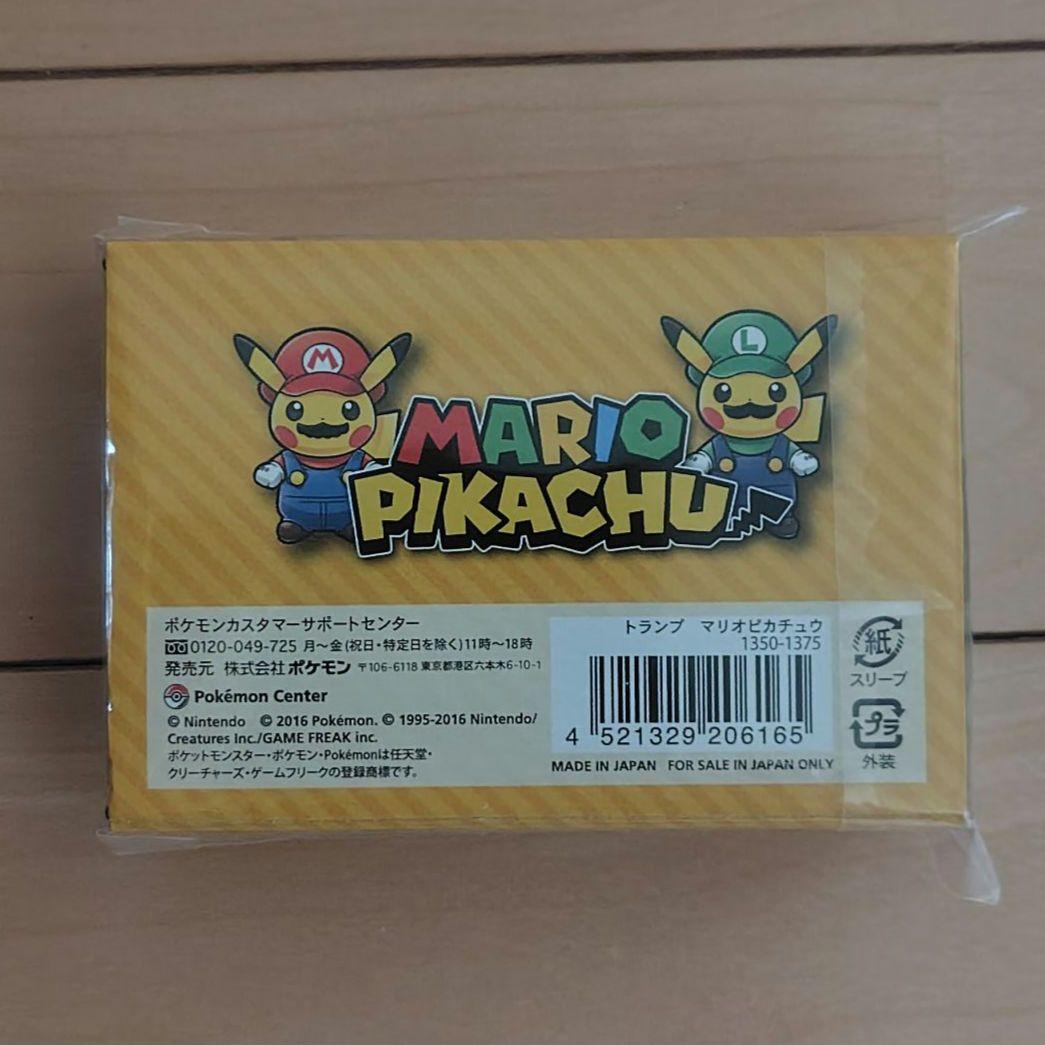 M
L
MARIO
PIKACHU
ポケモンカスタマーサポートセンター
0120-049-725 月～金(祝日・特定日を除く)11時～18時
発売元 株式会社ポケモン 〒106-6118 東京都港区六本木6-10-1
Pokémon Center
© Nintendo © 2016 Pokémon. © 1995-2016 Nintendo/
Creatures Inc./GAME FREAK inc.
ポケットモンスター・ポケモン・Pokémonは任天堂・
クリーチャーズ・ゲームフリークの登録商標です。
トランプ マリオピカチュウ
1350-1375
4 521329 206165
MADE IN JAPAN FOR SALE IN JAPAN ONLY
紙
スリーブ
プラ
外装